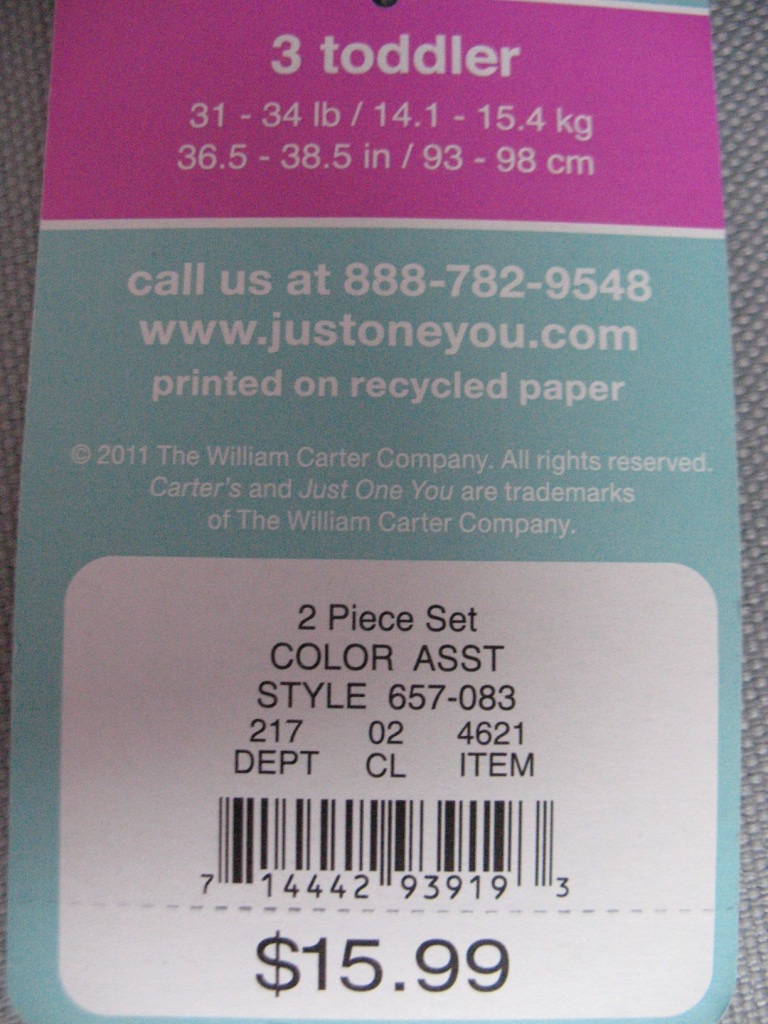 3 toddler
31 - 34 lb / 14.1 - 15.4 kg
36.5 - 38.5 in / 93 - 98 cm
call us at 888-782-9548
www.justoneyou.com
printed on recycled paper
© 2011 The William Carter Company. All rights reserved.
Carter's and Just One You are trademarks
of The William Carter Company.
2 Piece Set
COLOR ASST
STYLE 657-083
217 02 4621
DEPT CL ITEM
7 14442 93919 3
$15.99